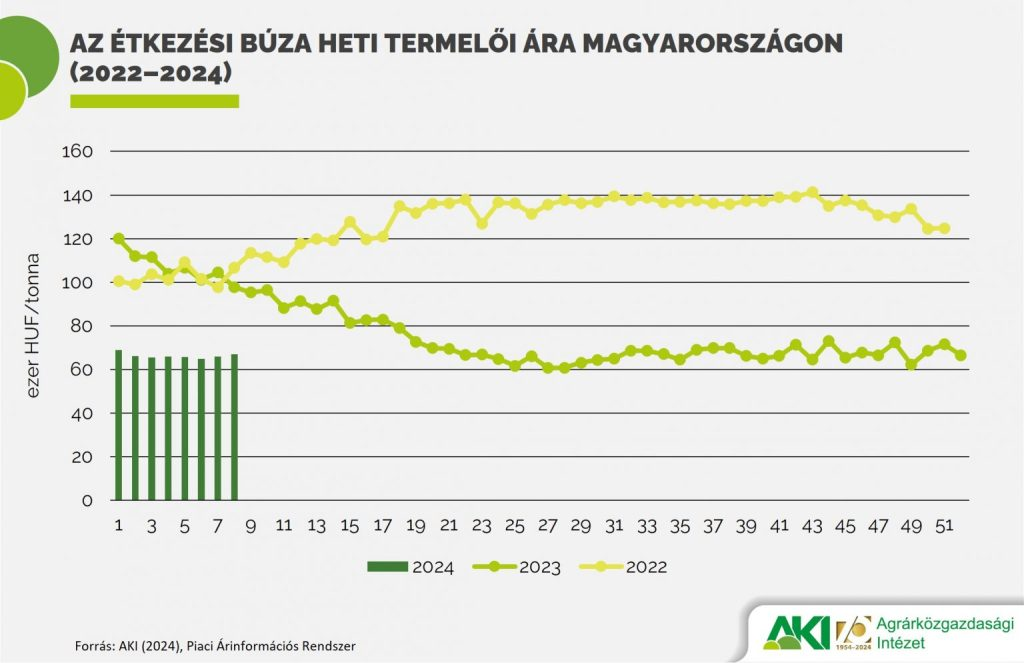 AZ ÉTKEZÉSI BÚZA HETI TERMELŐI ÁRA MAGYARORSZÁGON
(2022–2024)
ezer HUF/tonna
160
140
120
100
80
60
40
20
0
1 3 5 7 9 11 13 15 17 19 21 23 25 27 29 31 33 35 37 39 41 43 45 47 49 51
2024 2023 2022
Forrás: AKI (2024), Piaci Árinformációs Rendszer
AKI 70 1954-2024 Agrárközgazdasági
Intézet